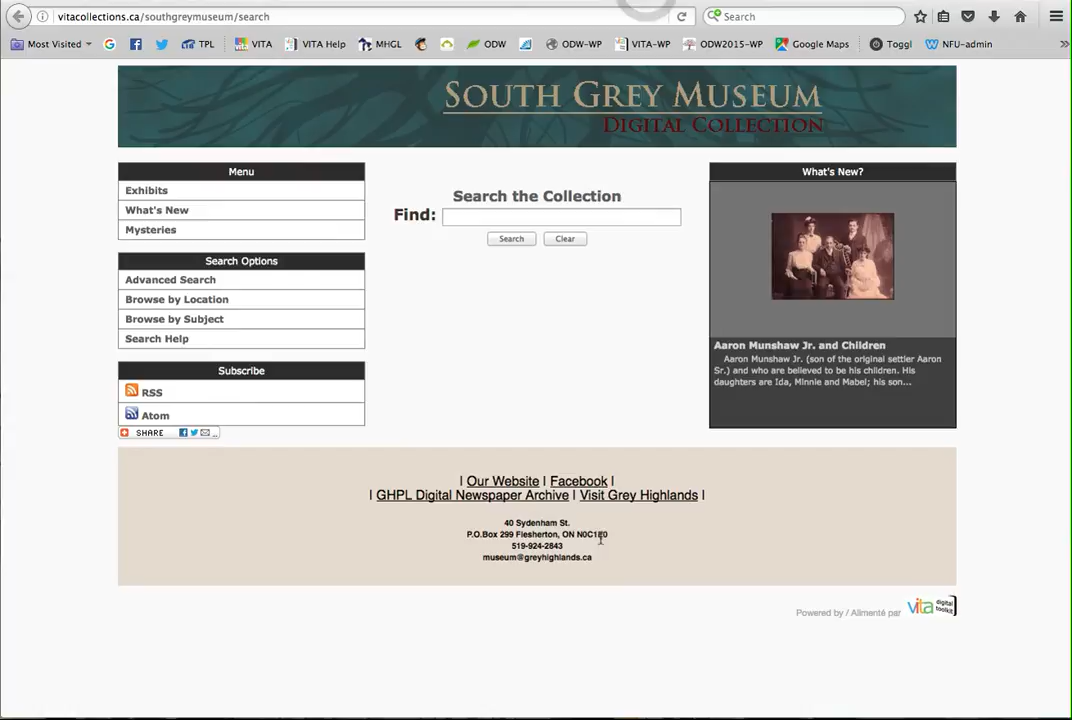 vitacollections.ca/southgreymuseum/search
Search
Most Visited
TPL
VITA
VITA Help
MHGL
ODW
ODW-WP
VITA-WP
ODW2015-WP
Google Maps
Toggl
NFU-admin
SOUTH GREY MUSEUM
DIGITAL COLLECTION
Menu
Exhibits
What's New
Mysteries
Search Options
Advanced Search
Browse by Location
Browse by Subject
Search Help
Subscribe
RSS
Atom
SHARE
Search the Collection
Find:
Search Clear
What's New?
Aaron Munshaw Jr. and Children
Aaron Munshaw Jr. (son of the original settler Aaron
Sr.) and who are believed to be his children. His
daughters are Ida, Minnie and Mabel; his son...
| Our Website | Facebook |
| GHPL Digital Newspaper Archive | Visit Grey Highlands |
40 Sydenham St.
P.O.Box 299 Flesherton, ON N0C1E0
519-924-2843
museum@greyhighlands.ca
Powered by / Alimenté par vita digital toolkit